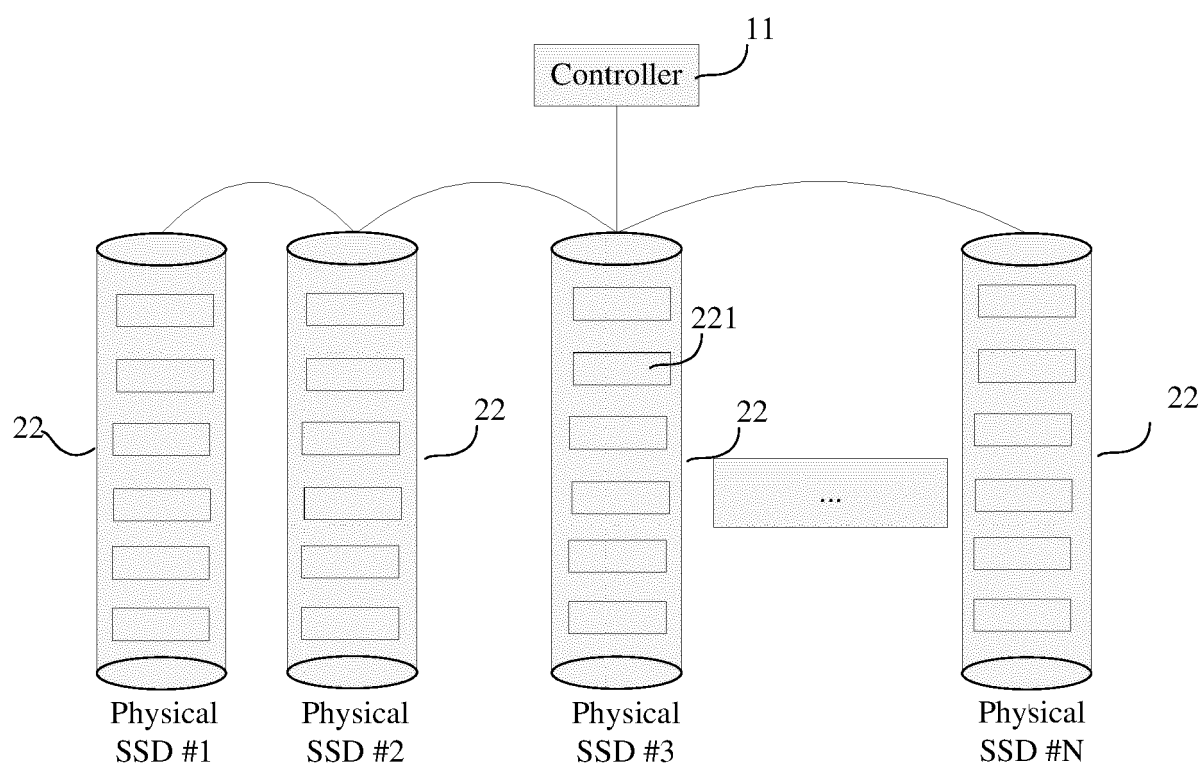 11
Controller
221
22
22
22
22
...
Physical
SSD #1
Physical
SSD #2
Physical
SSD #3
Physical
SSD #N